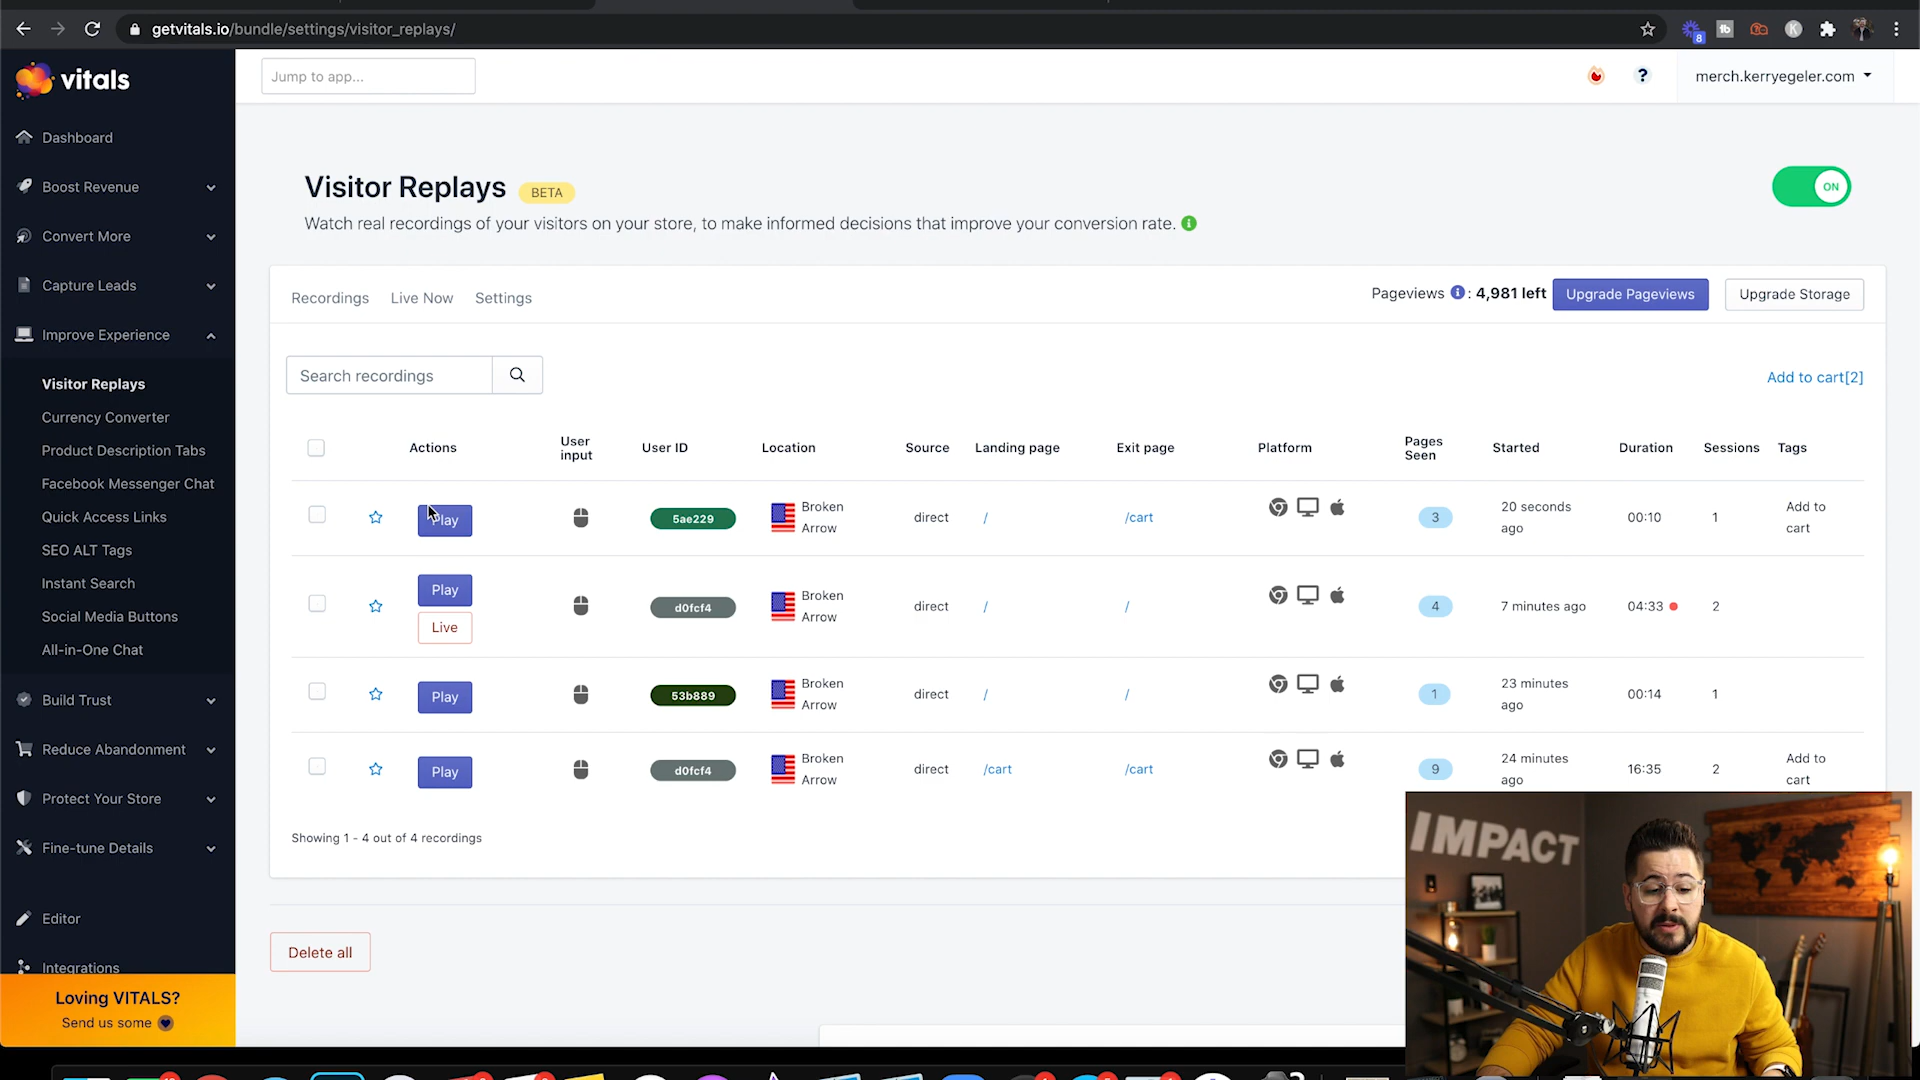 getvitals.io/bundle/settings/visitor_replays/
8
tb
K
vitals
Jump to app...
?
merch.kerryegeler.com
Dashboard
Boost Revenue
Convert More
Capture Leads
Improve Experience
Visitor Replays
Currency Converter
Product Description Tabs
Facebook Messenger Chat
Quick Access Links
SEO ALT Tags
Instant Search
Social Media Buttons
All-in-One Chat
Build Trust
Reduce Abandonment
Protect Your Store
Fine-tune Details
Editor
Integrations
Loving VITALS?
Send us some
Visitor Replays BETA
ON
Watch real recordings of your visitors on your store, to make informed decisions that improve your conversion rate.
Recordings Live Now Settings
Pageviews : 4,981 left Upgrade Pageviews Upgrade Storage
Search recordings
Add to cart[2]
Actions User input User ID Location Source Landing page Exit page Platform Pages Seen Started Duration Sessions Tags
Play 5ae229 Broken Arrow direct / /cart 3 20 seconds ago 00:10 1 Add to cart
Play Live d0fcf4 Broken Arrow direct / / 4 7 minutes ago 04:33 2
Play 53b889 Broken Arrow direct / / 1 23 minutes ago 00:14 1
Play d0fcf4 Broken Arrow direct /cart /cart 9 24 minutes ago 16:35 2 Add to cart
Showing 1 - 4 out of 4 recordings
Delete all
IMPACT